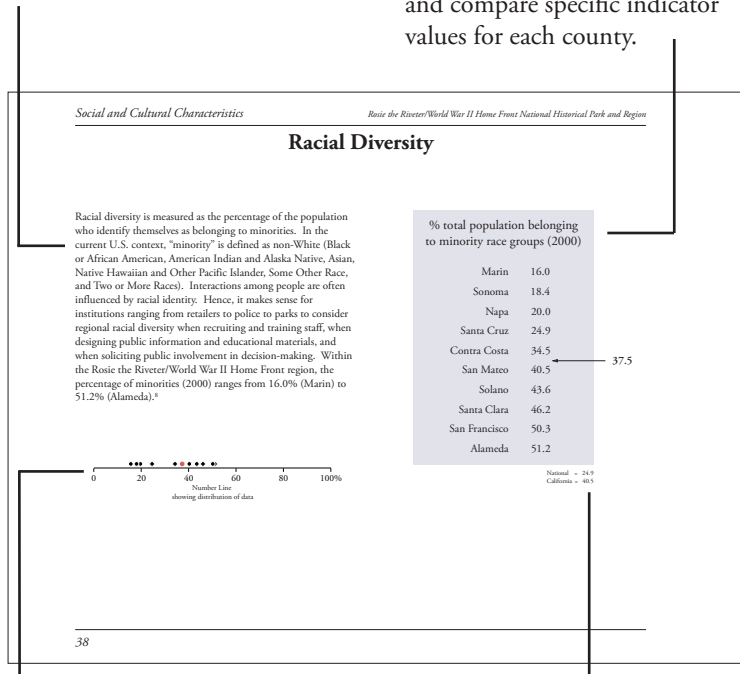 and compare specific indicator
values for each county.
Social and Cultural Characteristics
Rosie the Riveter/World War II Home Front National Historical Park and Region
Racial Diversity
Racial diversity is measured as the percentage of the population
who identify themselves as belonging to minorities. In the
current U.S. context, “minority” is defined as non-White (Black
or African American, American Indian and Alaska Native, Asian,
Native Hawaiian and Other Pacific Islander, Some Other Race,
and Two or More Races). Interactions among people are often
influenced by racial identity. Hence, it makes sense for
institutions ranging from retailers to police to parks to consider
regional racial diversity when recruiting and training staff, when
designing public information and educational materials, and
when soliciting public involvement in decision-making. Within
the Rosie the Riveter/World War II Home Front region, the
percentage of minorities (2000) ranges from 16.0% (Marin) to
51.2% (Alameda).⁸
0 20 40 60 80 100%
Number Line
showing distribution of data
% total population belonging
to minority race groups (2000)
Marin 16.0
Sonoma 18.4
Napa 20.0
Santa Cruz 24.9
Contra Costa 34.5
37.5
San Mateo 40.5
Solano 43.6
Santa Clara 46.2
San Francisco 50.3
Alameda 51.2
National = 24.9
California = 40.5
38